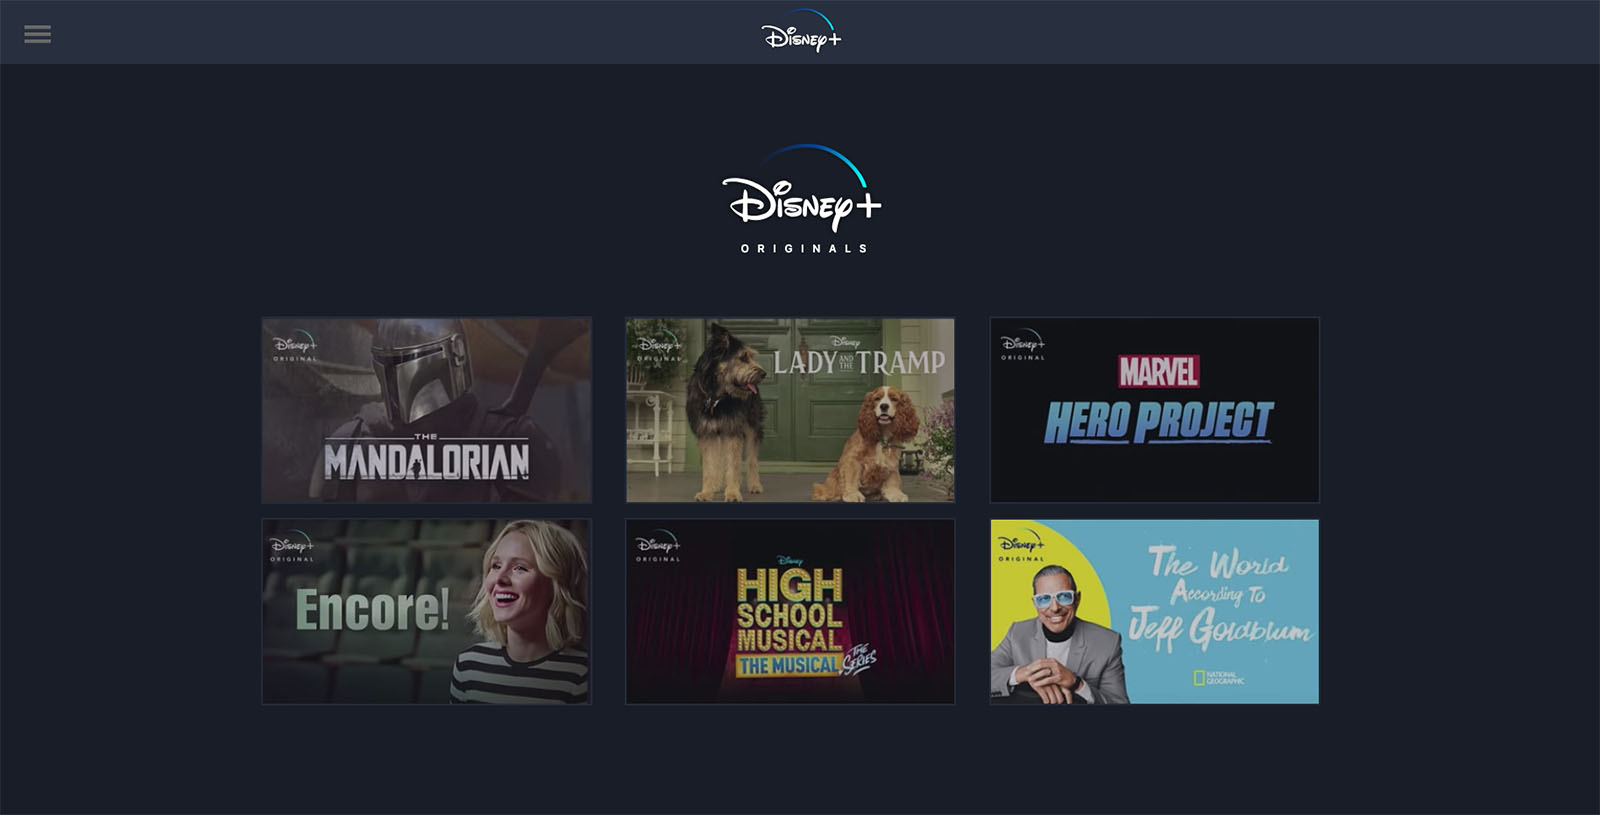 Disney+
Disney+
ORIGINALS
Disney+
ORIGINAL
THE
MANDALORIAN
Disney+
ORIGINAL
Disney
LADY AND THE TRAMP
Disney+
ORIGINAL
MARVEL
HERO PROJECT
Disney+
ORIGINAL
Encore!
Disney+
ORIGINAL
Disney
HIGH
SCHOOL
MUSICAL
THE MUSICAL
THE SERIES
Disney+
ORIGINAL
The World
According To
Jeff Goldblum
NATIONAL
GEOGRAPHIC